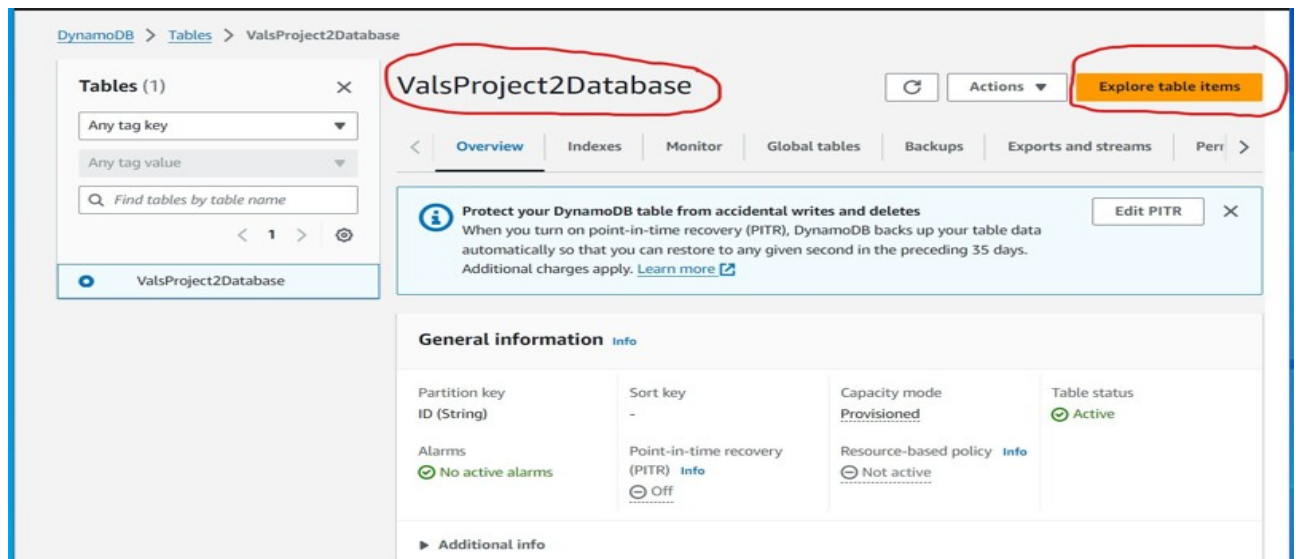 DynamoDB > Tables > ValsProject2Database
Tables (1)
Any tag key
Any tag value
Find tables by table name
< 1 >
ValsProject2Database
ValsProject2Database
Actions
Explore table items
Overview
Indexes
Monitor
Global tables
Backups
Exports and streams
Perr
Protect your DynamoDB table from accidental writes and deletes
When you turn on point-in-time recovery (PITR), DynamoDB backs up your table data
automatically so that you can restore to any given second in the preceding 35 days.
Additional charges apply. Learn more
Edit PITR
General information Info
Partition key
ID (String)
Sort key
-
Capacity mode
Provisioned
Table status
Active
Alarms
No active alarms
Point-in-time recovery
(PITR) Info
Off
Resource-based policy Info
Not active
Additional info